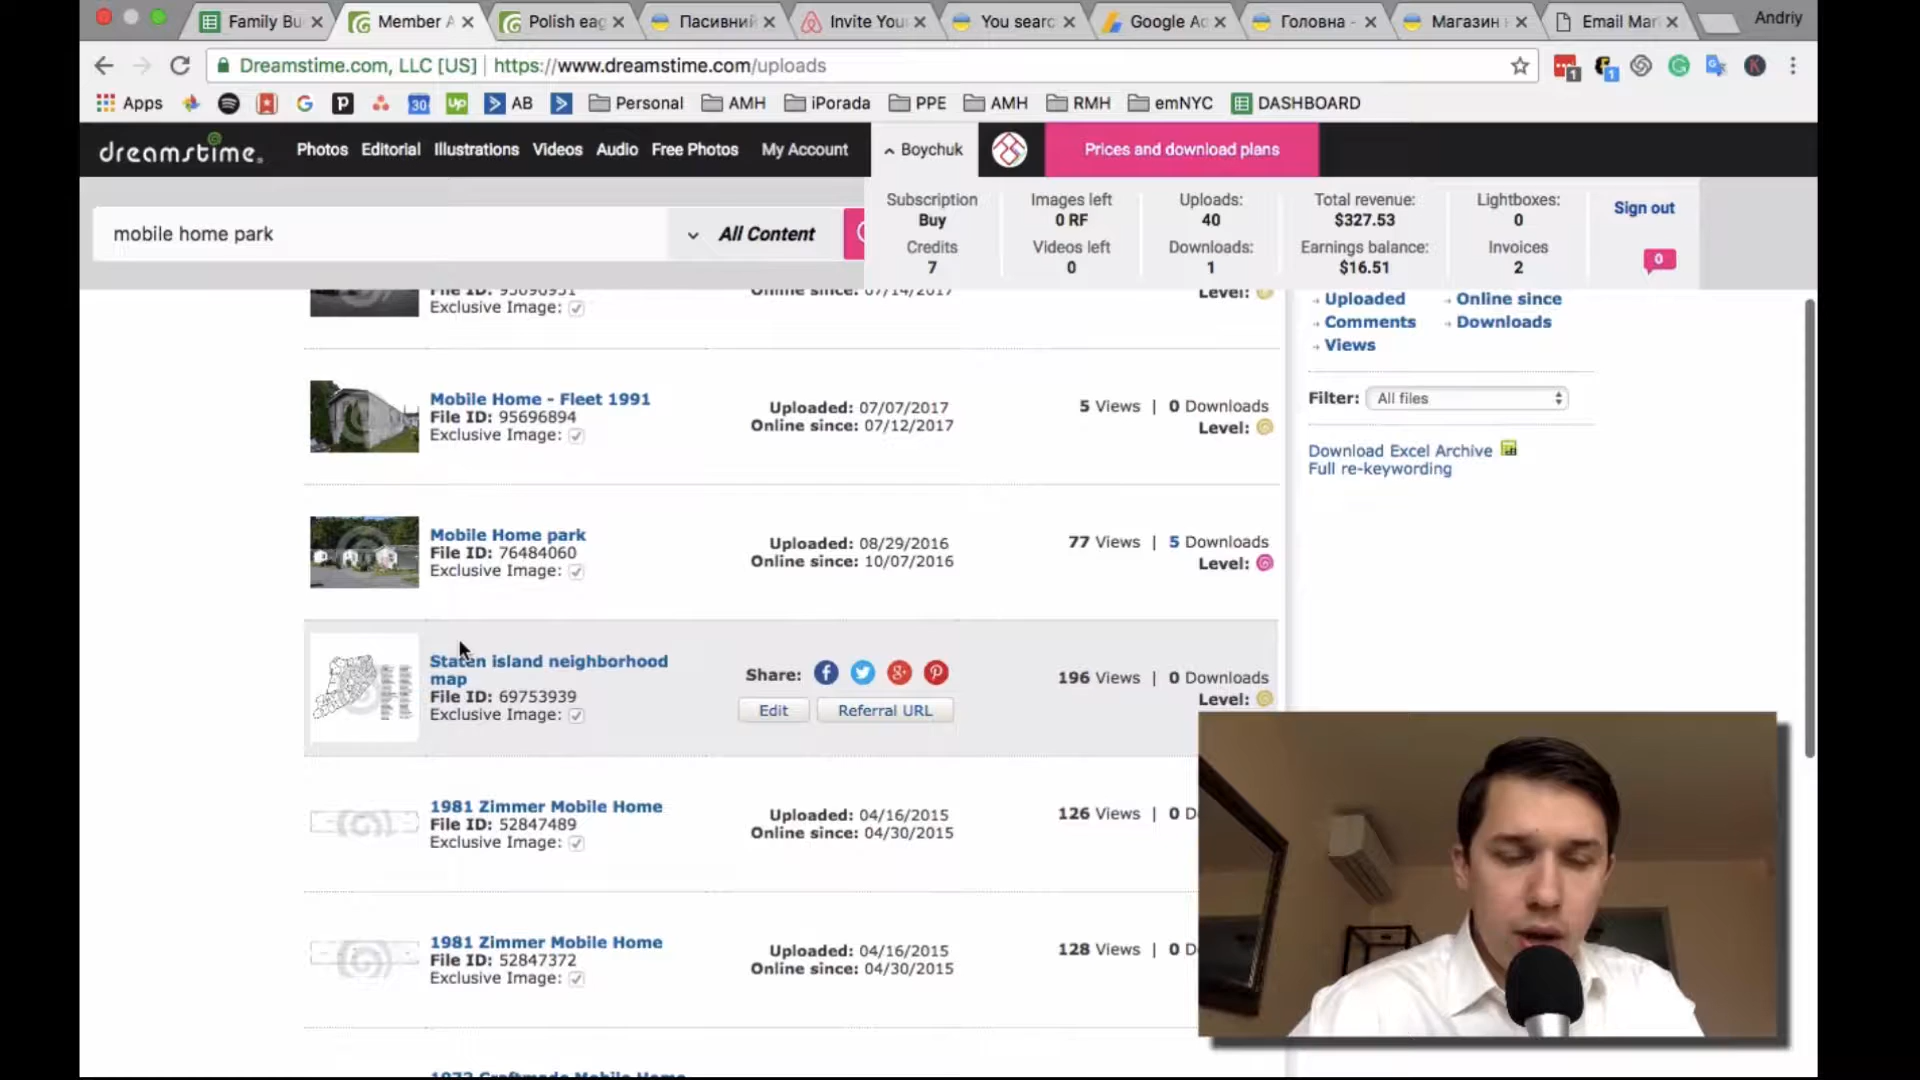 Family Bu
Member A
Polish eag
Пасивний
Invite You
You searc
Google Ad
Головна -
Магазин
Email Mar
Andriy
Dreamstime.com, LLC [US] | https://www.dreamstime.com/uploads
1 1 K
Apps G P 30 Up AB Personal AMH iPorada PPE AMH RMH emNYC DASHBOARD
dreamstime.
Photos Editorial Illustrations Videos Audio Free Photos My Account Boychuk Prices and download plans
Subscription Images left Uploads: Total revenue: Lightboxes:
Buy 0 RF 40 $327.53 0 Sign out
mobile home park All Content
Credits Videos left Downloads: Earnings balance: Invoices
7 0 1 $16.51 2 0
Exclusive Image: Level:
Uploaded Online since
Comments Downloads
Views
Filter: All files
Download Excel Archive
Full re-keywording
Mobile Home - Fleet 1991
File ID: 95696894
Exclusive Image:
Uploaded: 07/07/2017
Online since: 07/12/2017
5 Views | 0 Downloads
Level:
Mobile Home park
File ID: 76484060
Exclusive Image:
Uploaded: 08/29/2016
Online since: 10/07/2016
77 Views | 5 Downloads
Level:
Staten island neighborhood
map
File ID: 69753939
Exclusive Image:
Share: f g+
Edit Referral URL
196 Views | 0 Downloads
Level:
1981 Zimmer Mobile Home
File ID: 52847489
Exclusive Image:
Uploaded: 04/16/2015
Online since: 04/30/2015
126 Views | 0 D
1981 Zimmer Mobile Home
File ID: 52847372
Exclusive Image:
Uploaded: 04/16/2015
Online since: 04/30/2015
128 Views | 0 D